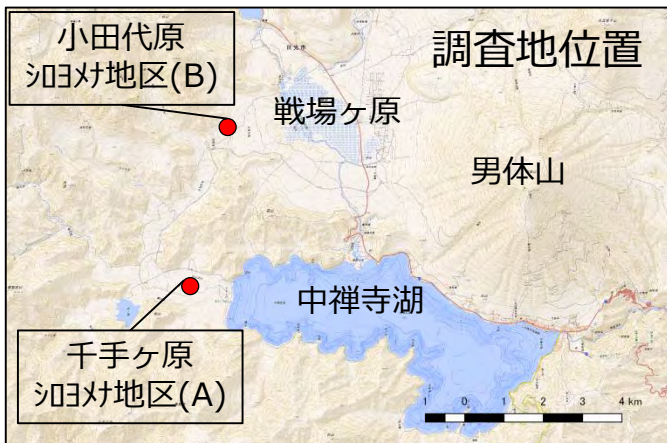 小田代原
ｼﾛﾖﾒﾅ地区(B)
調査地位置
戦場ヶ原
男体山
中禅寺湖
千手ヶ原
ｼﾛﾖﾒﾅ地区(A)
1 0 1 2 3 4 km